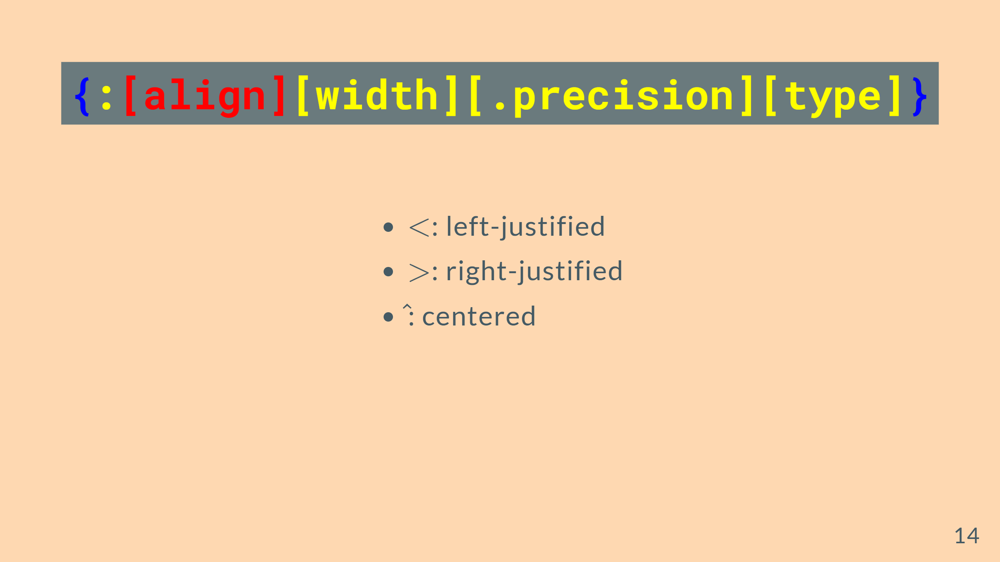 {:[align][width][.precision][type]}
• <: left-justified
• >: right-justified
• ^: centered
14